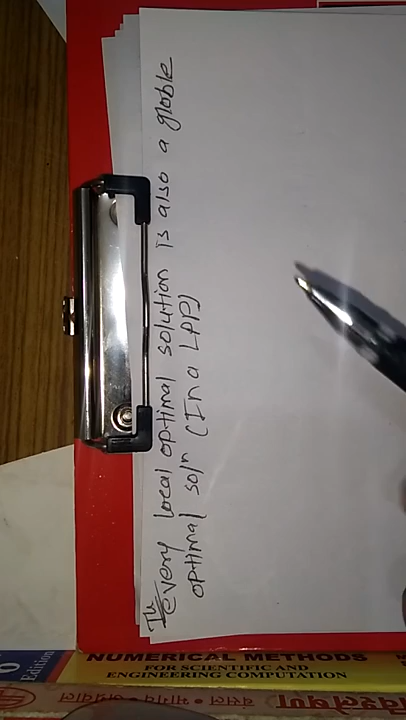 Th Every local optimal solution is also a globle
optimal solⁿ (In a LPP)
Edition
NUMERICAL METHODS
FOR SCIENTIFIC AND
ENGINEERING COMPUTATION